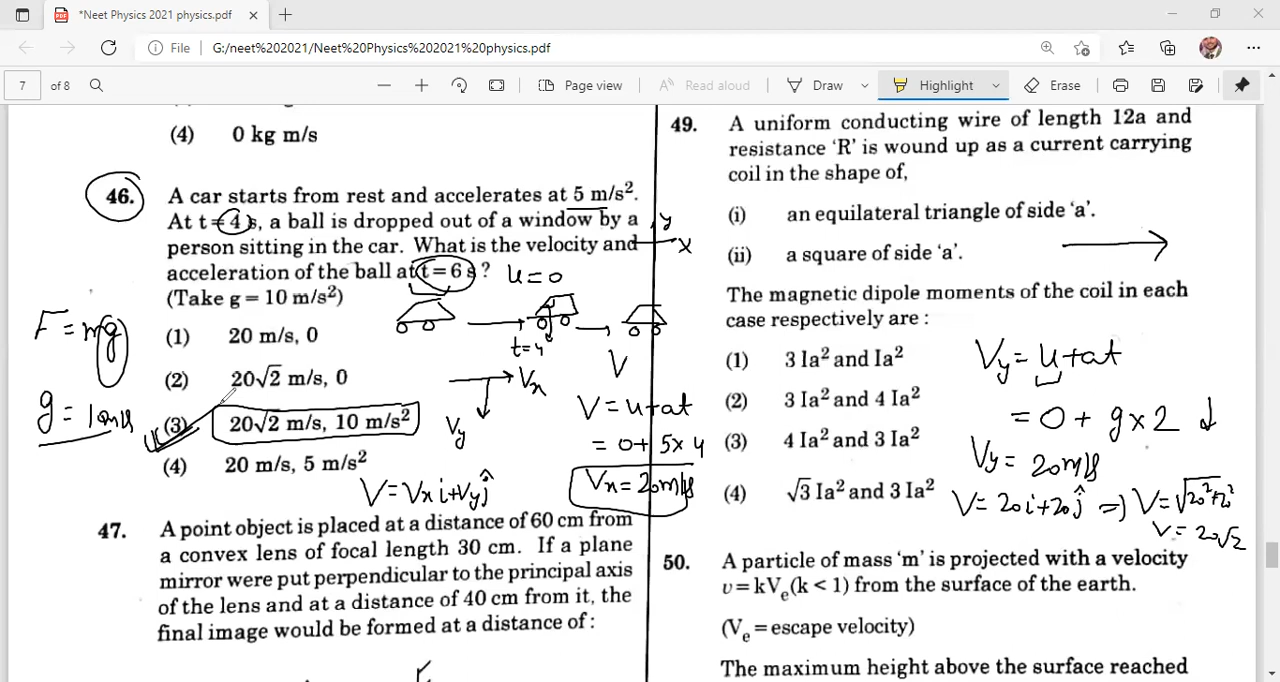 *Neet Physics 2021 physics.pdf
File
G:/neet%202021/Neet%20Physics%202021%20physics.pdf
7
of 8
Page view
Read aloud
Draw
Highlight
Erase
(4) 0 kg m/s
46. A car starts from rest and accelerates at 5 m/s².
At t = 4 s, a ball is dropped out of a window by a
person sitting in the car. What is the velocity and
acceleration of the ball at t = 6 s ?
(Take g = 10 m/s²)
(1) 20 m/s, 0
(2) 20√2 m/s, 0
(3) 20√2 m/s, 10 m/s²
(4) 20 m/s, 5 m/s²
y
x
u=0
F=mg
t=4
Vx
Vy
V
V=u+at
=0+5×4
Vx=20m/s
V=Vx i+Vy ĵ
47. A point object is placed at a distance of 60 cm from
a convex lens of focal length 30 cm. If a plane
mirror were put perpendicular to the principal axis
of the lens and at a distance of 40 cm from it, the
final image would be formed at a distance of :
49. A uniform conducting wire of length 12a and
resistance 'R' is wound up as a current carrying
coil in the shape of,
(i) an equilateral triangle of side 'a'.
(ii) a square of side 'a'.
The magnetic dipole moments of the coil in each
case respectively are :
(1) 3 Ia² and Ia²
(2) 3 Ia² and 4 Ia²
(3) 4 Ia² and 3 Ia²
(4) √3 Ia² and 3 Ia²
Vy=u+at
=0+g×2↓
Vy=20m/s
V=20i+20ĵ ⇒ V=√20²+20²
V=20√2
50. A particle of mass 'm' is projected with a velocity
υ=kVe(k<1) from the surface of the earth.
(Ve=escape velocity)
The maximum height above the surface reached